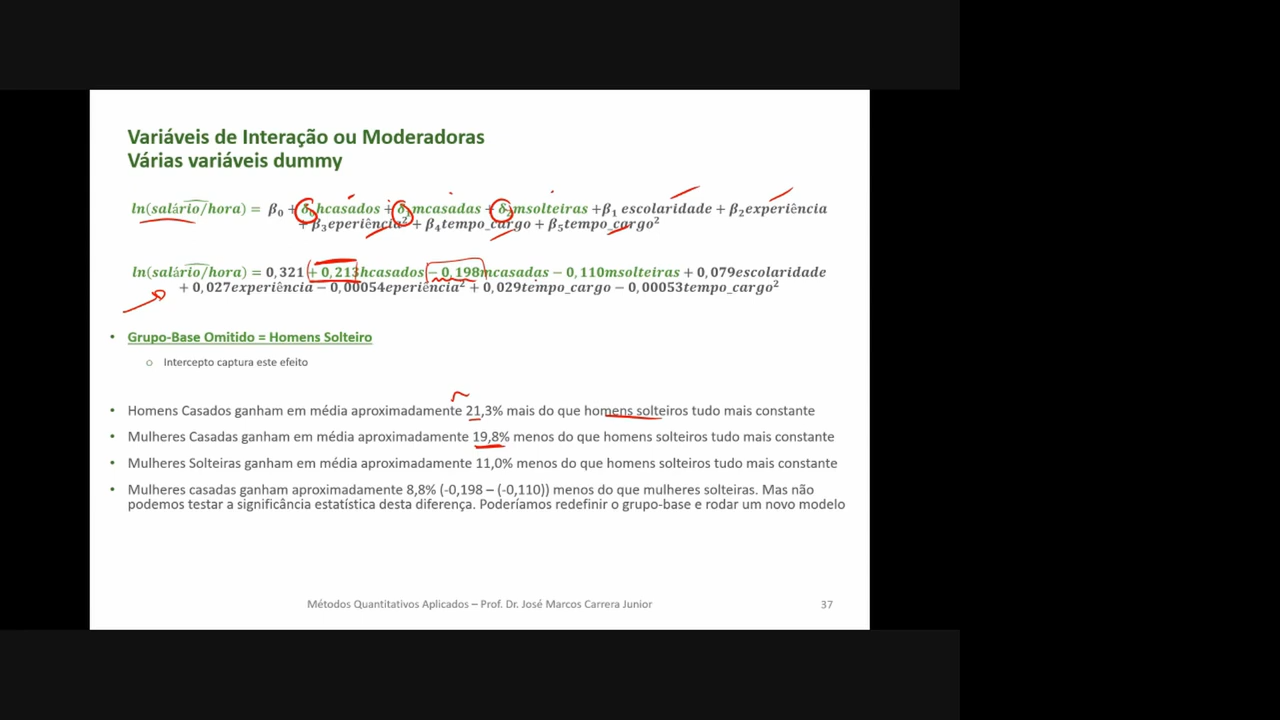 Variáveis de Interação ou Moderadoras
Várias variáveis dummy
ln(salário/hora) = β₀ + hcasados + mcasadas + msolteiras +β₁ escolaridade + β₂experiência
+ β₃eperiência² + β₄tempo_cargo + β₅tempo_cargo²
ln(salário/hora) = 0,321 + 0,213hcasados − 0,198mcasadas − 0,110msolteiras + 0,079escolaridade
+ 0,027experiência − 0,00054eperiência² + 0,029tempo_cargo − 0,00053tempo_cargo²
• Grupo-Base Omitido = Homens Solteiro
○ Intercepto captura este efeito
• Homens Casados ganham em média aproximadamente 21,3% mais do que homens solteiros tudo mais constante
• Mulheres Casadas ganham em média aproximadamente 19,8% menos do que homens solteiros tudo mais constante
• Mulheres Solteiras ganham em média aproximadamente 11,0% menos do que homens solteiros tudo mais constante
• Mulheres casadas ganham aproximadamente 8,8% (-0,198 – (-0,110)) menos do que mulheres solteiras. Mas não
podemos testar a significância estatística desta diferença. Poderíamos redefinir o grupo-base e rodar um novo modelo
Métodos Quantitativos Aplicados – Prof. Dr. José Marcos Carrera Junior
37